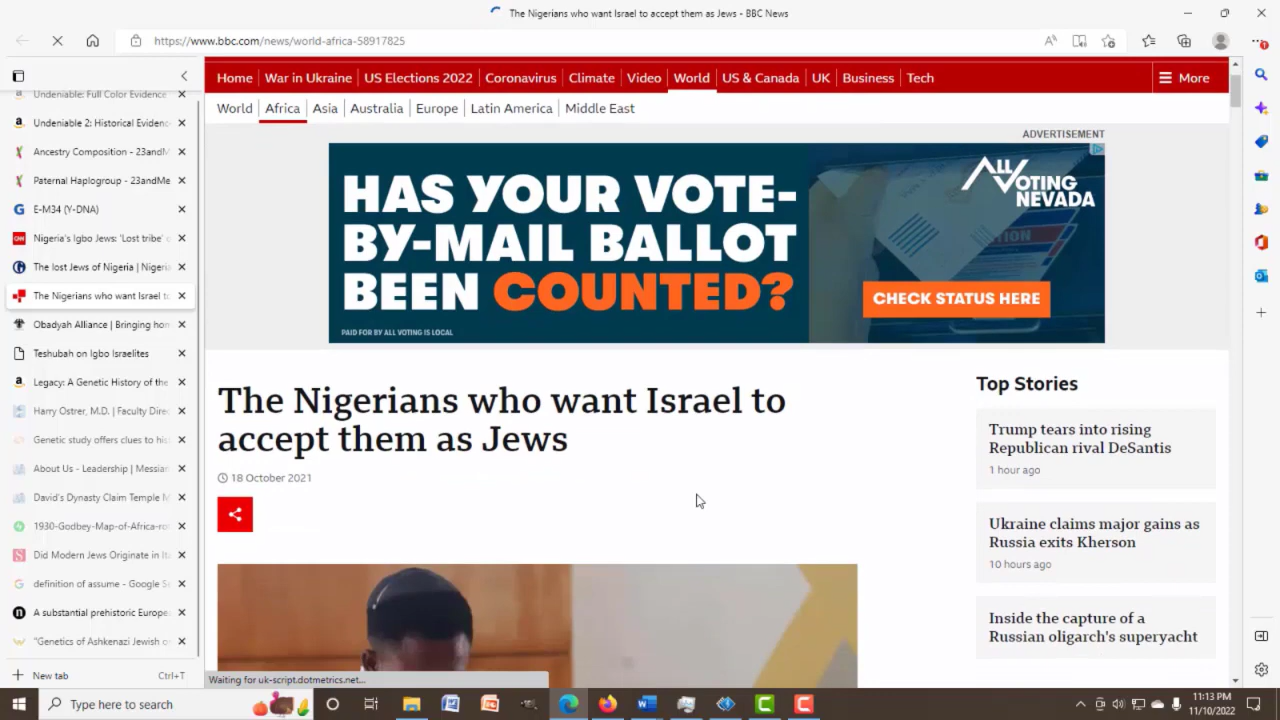 The Nigerians who want Israel to accept them as Jews - BBC News
https://www.bbc.com/news/world-africa-58917825
Undeniable: Full Color Evidence
Undeniable 2: Historical Evidenc
Ancestry Composition - 23andM
Paternal Haplogroup - 23andMe
E-M34 (Y-DNA)
Nigeria's Igbo Jews: 'Lost tribe'
The lost Jews of Nigeria | Nigeri
The Nigerians who want Israel to
Obadyah Alliance | Bringing hom
Teshubah on Igbo Israelites
Legacy: A Genetic History of the
Harry Ostrer, M.D. | Faculty Direc
Genetic study offers clues to his
About Us - Leadership | Messian
David's Dynasty Claim Temple M
1930-Godbey-Map-of-Africa-ro
Did Modern Jews Originate in Ita
definition of assume - Google Se
A substantial prehistoric Europe
"Genetics of Ashkenazi Jewish o
New tab Ctrl+T
Home War in Ukraine US Elections 2022 Coronavirus Climate Video World US & Canada UK Business Tech More
World Africa Asia Australia Europe Latin America Middle East
ADVERTISEMENT
HAS YOUR VOTE-
BY-MAIL BALLOT
BEEN COUNTED?
PAID FOR BY ALL VOTING IS LOCAL
ALL
VOTING
NEVADA
CHECK STATUS HERE
The Nigerians who want Israel to
accept them as Jews
18 October 2021
Top Stories
Trump tears into rising
Republican rival DeSantis
1 hour ago
Ukraine claims major gains as
Russia exits Kherson
10 hours ago
Inside the capture of a
Russian oligarch's superyacht
Waiting for uk-script.dotmetrics.net...
Type here to search
11:13 PM
11/10/2022